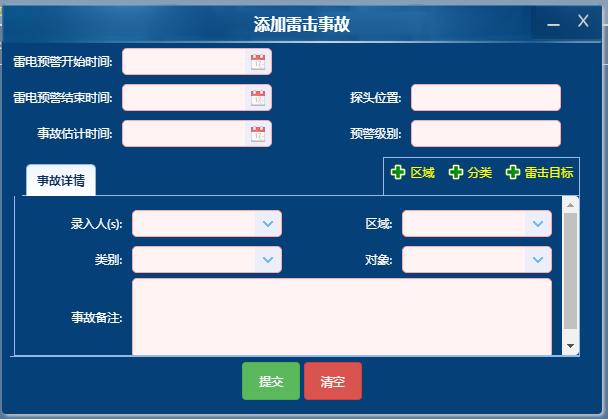 添加雷击事故
雷电预警开始时间:
雷电预警结束时间:
探头位置:
事故估计时间:
预警级别:
区域
分类
雷击目标
事故详情
录入人(s):
区域:
类别:
对象:
事故备注:
提交
清空